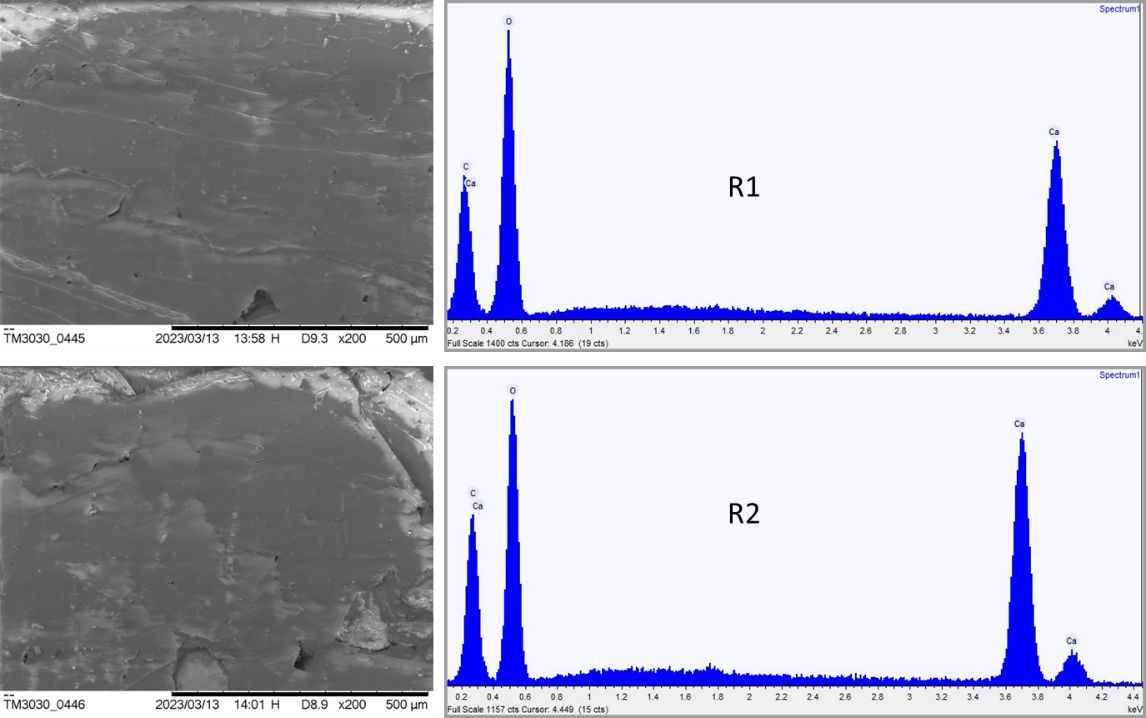 Spectrum1
O
C
Ca
Ca
Ca
R1
0.2 0.4 0.6 0.8 1 1.2 1.4 1.6 1.8 2 2.2 2.4 2.6 2.8 3 3.2 3.4 3.6 3.8 4 4.
keV
Full Scale 1400 cts Cursor: 4.186 (19 cts)
TM3030_0445 2023/03/13 13:58 H D9.3 x200 500 µm
Spectrum1
O
Ca
C
Ca
Ca
R2
0.2 0.4 0.6 0.8 1 1.2 1.4 1.6 1.8 2 2.2 2.4 2.6 2.8 3 3.2 3.4 3.6 3.8 4 4.2 4.4
keV
Full Scale 1157 cts Cursor: 4.449 (15 cts)
TM3030_0446 2023/03/13 14:01 H D8.9 x200 500 µm